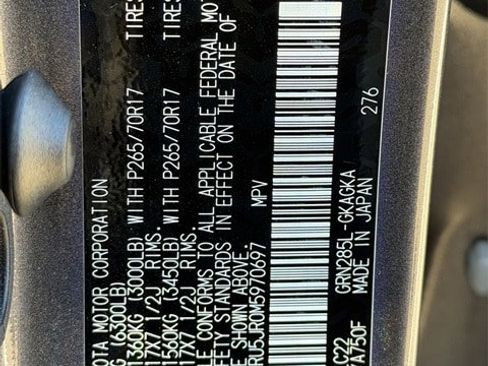 OTA MOTOR CORPORATION
G (6300LB)
1360KG (3000LB) WITH P265/70R17 TIRES
17X7 1/2J RIMS.
1560KG (3450LB) WITH P265/70R17 TIRES
17X7 1/2J RIMS.
LE CONFORMS TO ALL APPLICABLE FEDERAL MOT
FETY STANDARDS IN EFFECT ON THE DATE OF
E SHOWN ABOVE.
RU5JR0M5970697 MPV
C22 GRN285L-GKAGKA
A750F MADE IN JAPAN 276